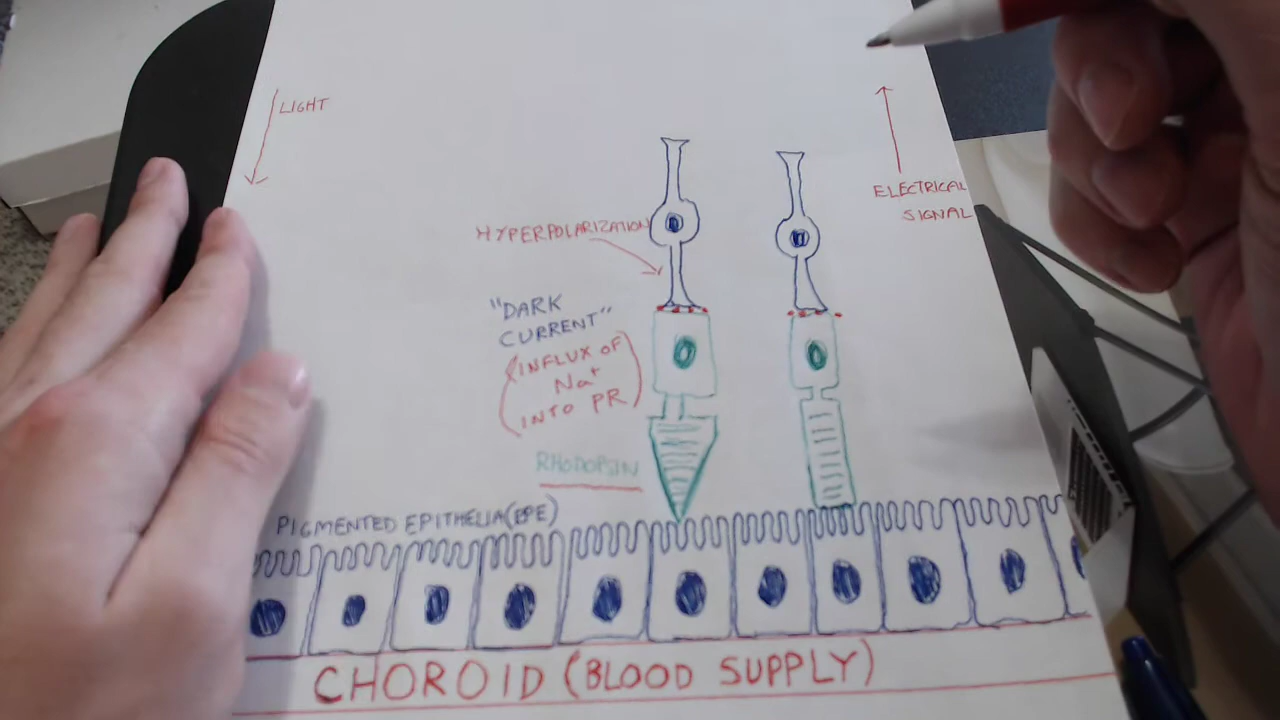 LIGHT
ELECTRICAL
SIGNAL
HYPERPOLARIZATION
"DARK
CURRENT"
(INFLUX OF
Na+
INTO PR)
RHODOPSIN
PIGMENTED EPITHELIA (RPE)
CHOROID (BLOOD SUPPLY)